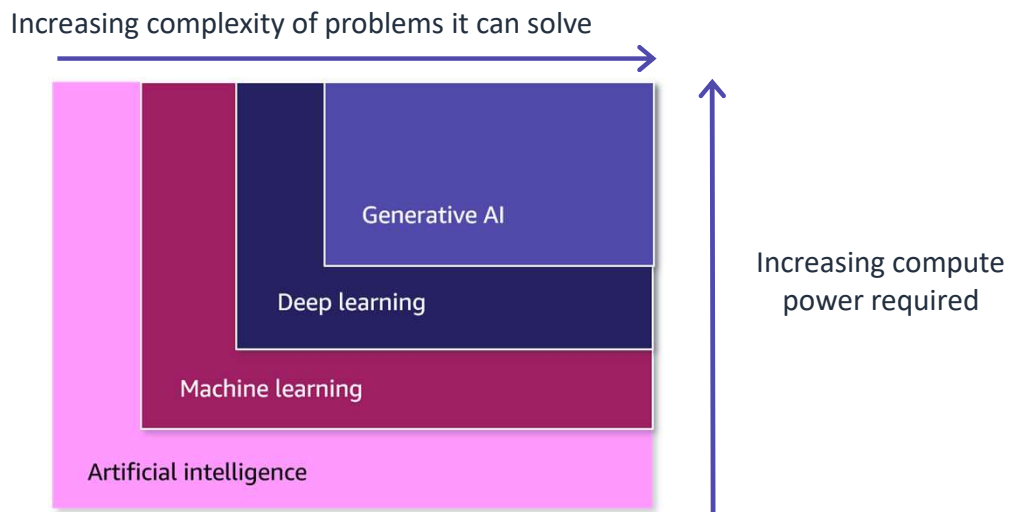 Increasing complexity of problems it can solve
Generative AI
Deep learning
Machine learning
Artificial intelligence
Increasing compute
power required